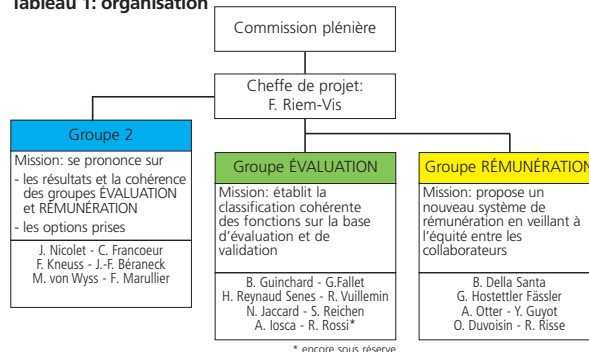 Tableau 1: organisation
Commission plénière
Cheffe de projet:
F. Riem-Vis
Groupe 2
Mission: se prononce sur
- les résultats et la cohérence
des groupes ÉVALUATION
et RÉMUNÉRATION
- les options prises
J. Nicolet - C. Francoeur
F. Kneuss - J.-F. Béraneck
M. von Wyss - F. Marullier
Groupe ÉVALUATION
Mission: établit la
classification cohérente
des fonctions sur la base
d'évaluation et de
validation
B. Guinchard - G.Fallet
H. Reynaud Senes - R. Vuillemin
N. Jaccard - S. Reichen
A. Iosca - R. Rossi*
* encore sous réserve
Groupe RÉMUNÉRATION
Mission: propose un
nouveau système de
rémunération en veillant à
l'équité entre les
collaborateurs
B. Della Santa
G. Hostettler Fässler
A. Otter - Y. Guyot
O. Duvoisin - R. Risse